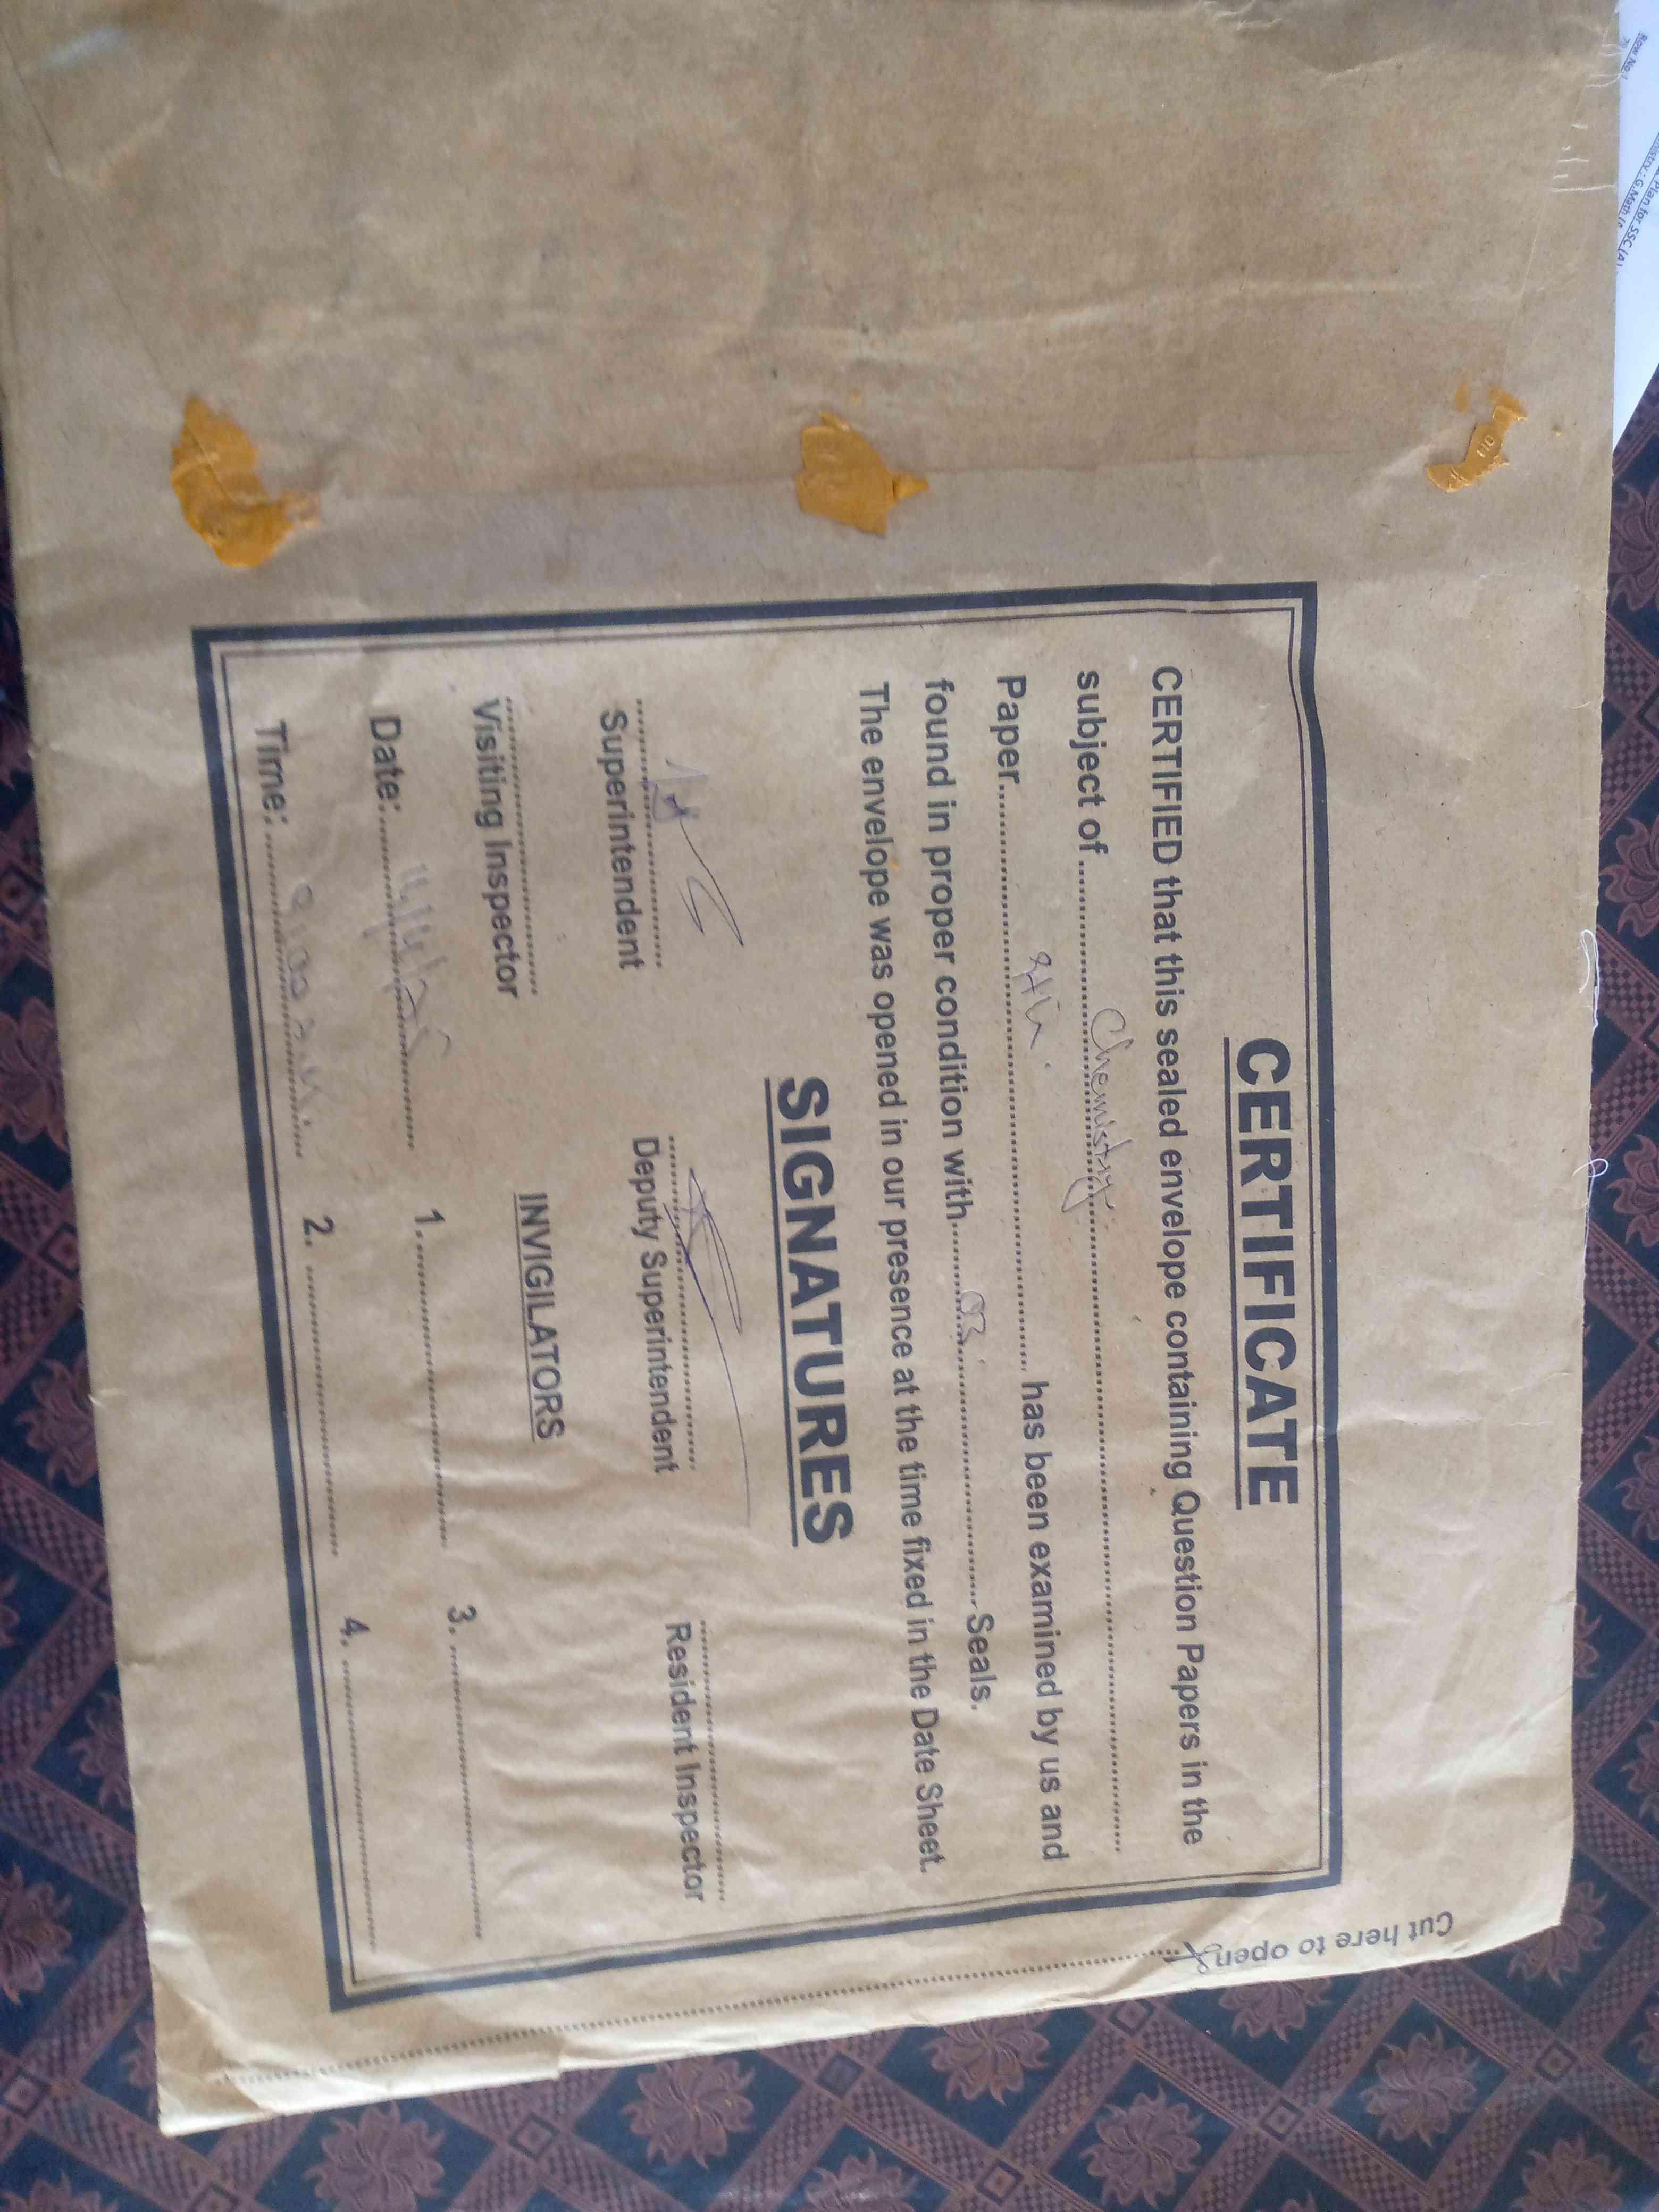 CERTIFICATE
CERTIFIED that this sealed envelope containing Question Papers in the
subject of ........ Chemistry ........
Paper ........ 9th ........ has been examined by us and
found in proper condition with ........ 03 ........ Seals.
The envelope was opened in our presence at the time fixed in the Date Sheet.
SIGNATURES
Superintendent
Deputy Superintendent
Resident Inspector
Visiting Inspector
INVIGILATORS
Date: ........
1. ........
3. ........
Time: ........
2. ........
4. ........
Cut here to open
Plan for SSC (A)